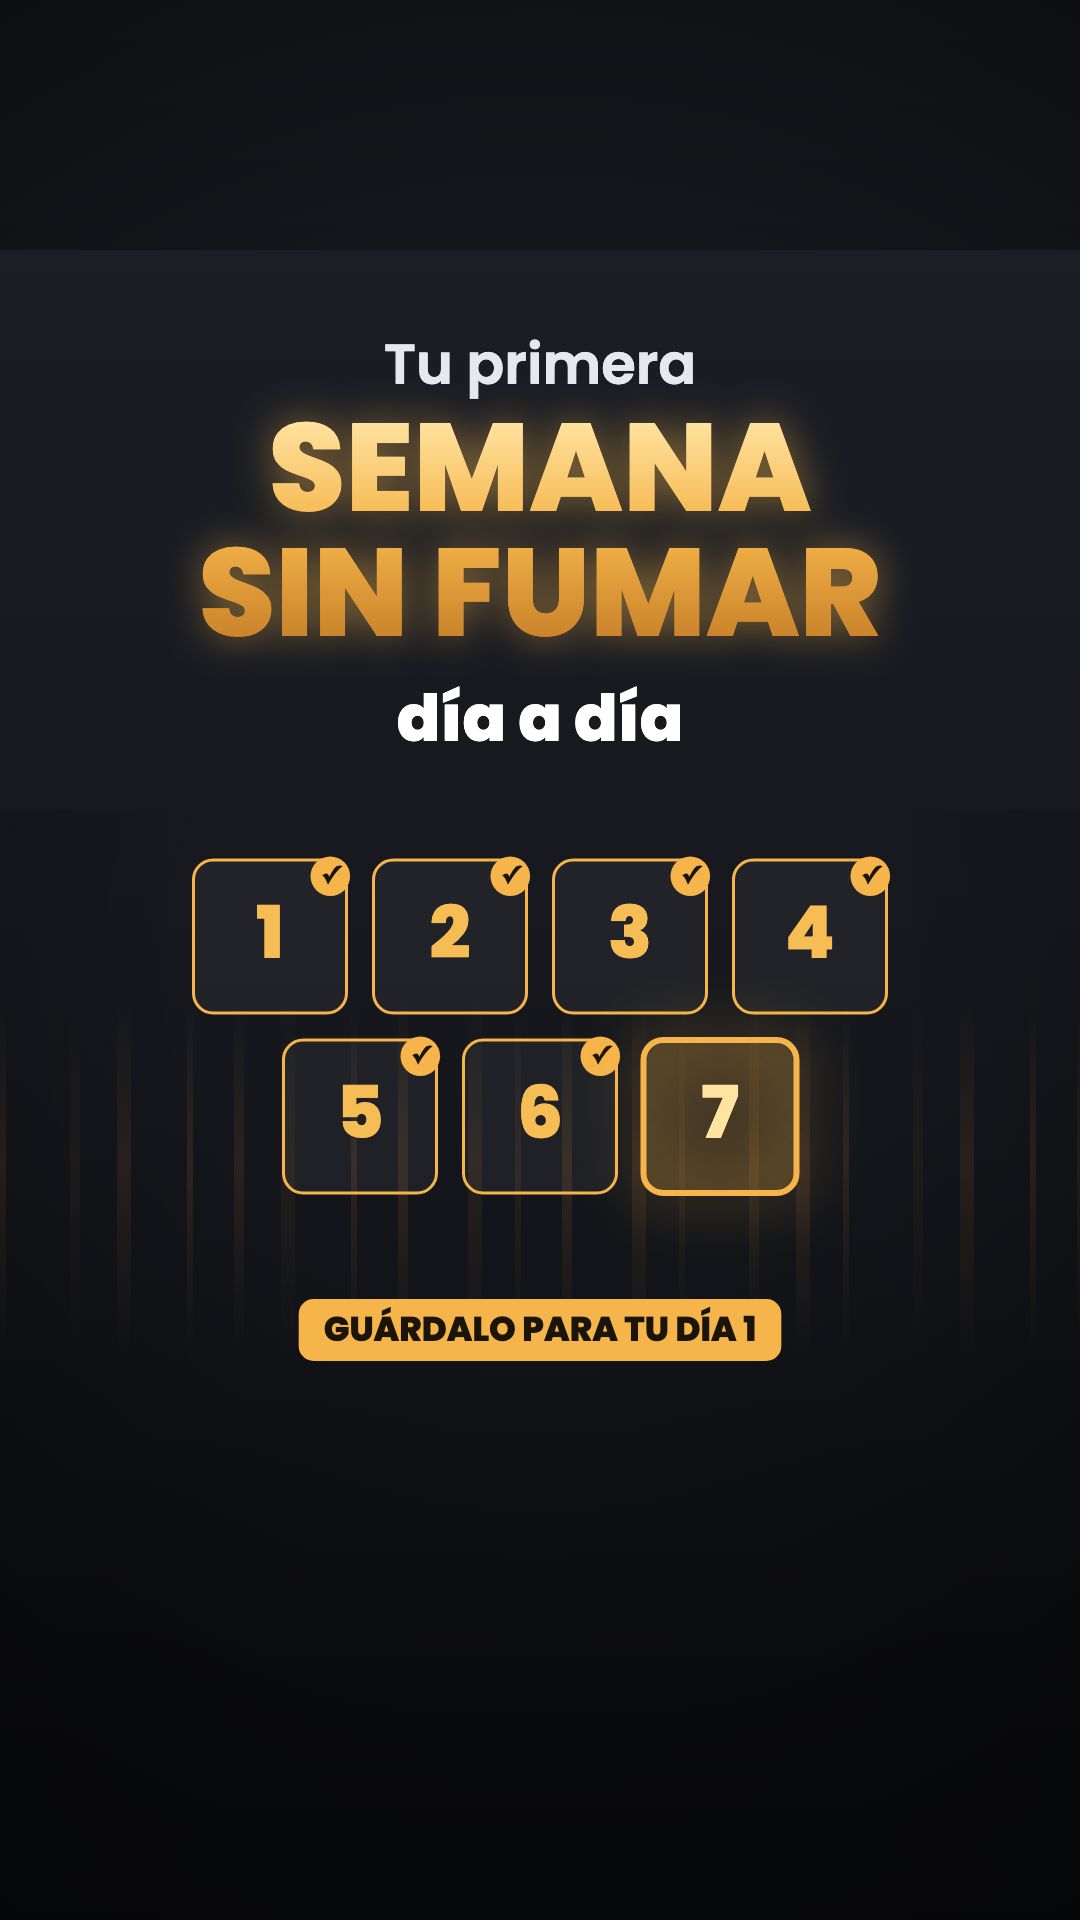 Tu primera
SEMANA
SIN FUMAR
día a día
1 2 3 4
5 6 7
GUÁRDALO PARA TU DÍA 1